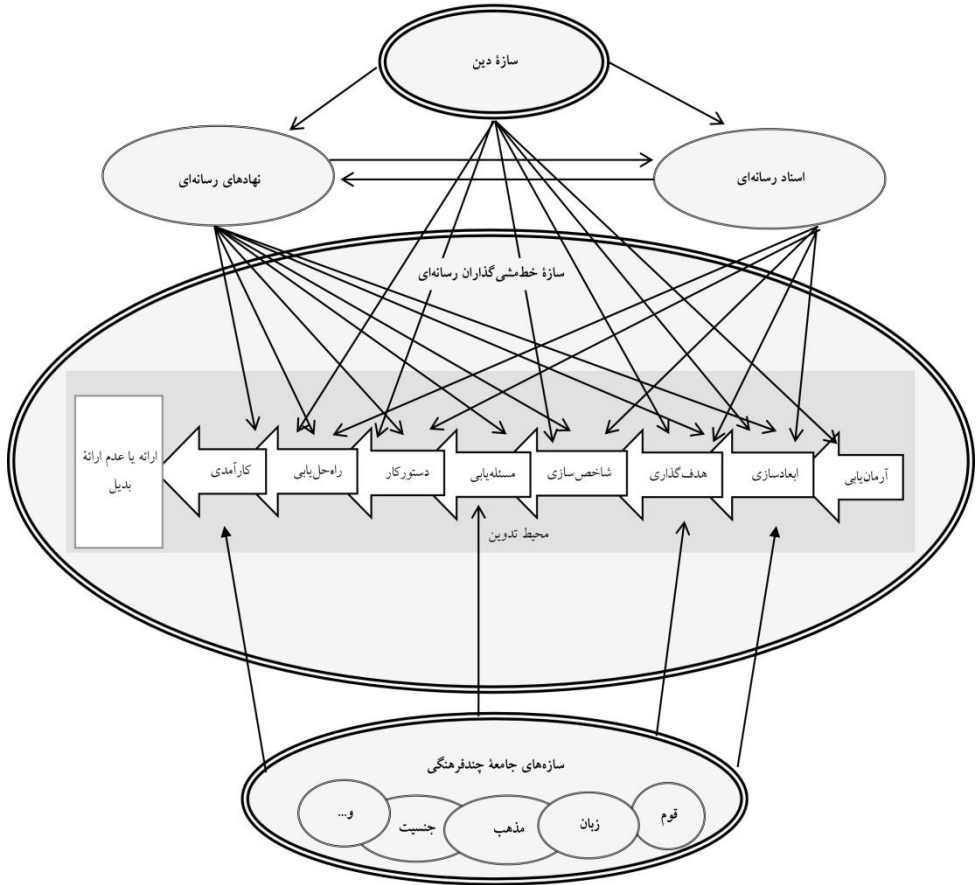 سازهٔ دین
اسناد رسانه‌ای
نهادهای رسانه‌ای
سازهٔ خط‌مشی‌گذاران رسانه‌ای
آرمان‌یابی
ابعادسازی
هدف‌گذاری
شاخص‌سازی
مسئله‌یابی
دستورکار
راه‌حل‌یابی
کارآمدی
ارائه یا عدم ارائهٔ
بدیل
محیط تدوین
سازه‌های جامعهٔ چندفرهنگی
قوم
زبان
مذهب
جنسیت
و...